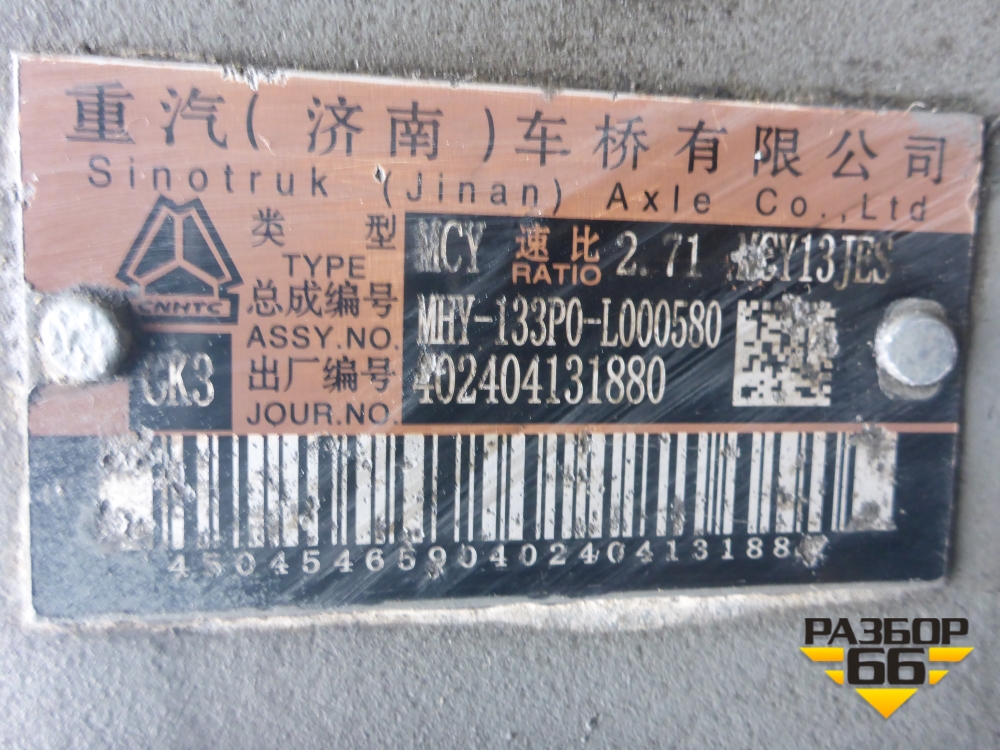 重汽(济南)车桥有限公司
Sinotruk (Jinan) Axle Co.,Ltd
类 型 MCY 速比 2.71 MCY13JES
TYPE RATIO
CNHTC
总成编号 MHY-133P0-L000580
ASSY.NO.
CK3
出厂编号 402404131880
JOUR.NO.
РАЗБОР
66